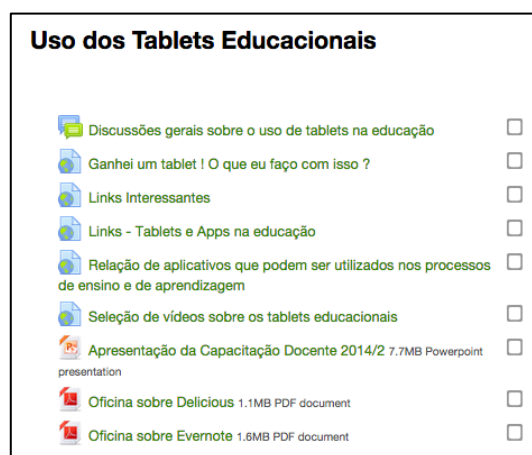 Uso dos Tablets Educacionais
Discussões gerais sobre o uso de tablets na educação
Ganhei um tablet ! O que eu faço com isso ?
Links Interessantes
Links - Tablets e Apps na educação
Relação de aplicativos que podem ser utilizados nos processos
de ensino e de aprendizagem
Seleção de vídeos sobre os tablets educacionais
Apresentação da Capacitação Docente 2014/2 7.7MB Powerpoint
presentation
Oficina sobre Delicious 1.1MB PDF document
Oficina sobre Evernote 1.6MB PDF document